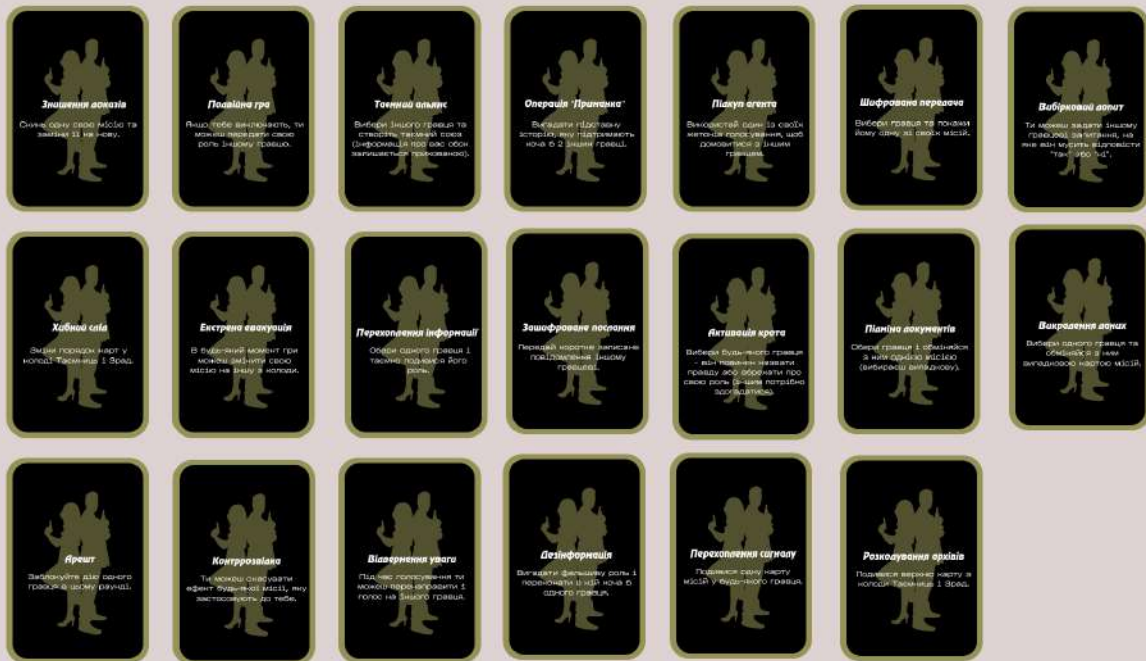 Знищення доказів
Скинь одну свою місію та
заміни її на нову.
Подвійна гра
Якщо тебе виключають, ти
можеш передати свою
роль іншому гравцю.
Таємний альянс
Вибери іншого гравця та
створіть таємний союз
(інформація про вас обох
залишається прихованою).
Операція "Приманка"
Вигадати підставну
історію, яку підтримають
хоча б 2 інших гравці.
Підкуп агента
Використай один із своїх
жетонів голосування, щоб
домовитися з іншим
гравцем.
Шифрована передача
Вибери гравця та покажи
йому одну зі своїх місій.
Вибірковий допит
Ти можеш задати іншому
гравцеві запитання, на
яке він мусить відповісти
"так" або "ні".
Хибний слід
Зміни порядок карт у
колоді Таємниць і Зрад.
Екстрена евакуація
В будь-який момент гри
можеш змінити свою
місію на іншу з колоди.
Перехоплення інформації
Обери одного гравця і
таємно подивися його
роль.
Зашифроване послання
Передай коротке записане
повідомлення іншому
гравцеві.
Активація крота
Вибери будь-якого гравця
– він повинен назвати
правду або збрехати про
свою роль (іншим потрібно
здогадатися).
Підміна документів
Обери гравця і обміняйся
з ним однією місією
(вибираєш випадкову).
Викрадення даних
Вибери одного гравця та
обміняйся з ним
випадковою картою місій.
Арешт
Заблокуйте дію одного
гравця в цьому раунді.
Контррозвідка
Ти можеш скасувати
ефект будь-якої місії, яку
застосовують до тебе.
Відвернення уваги
Під час голосування ти
можеш перенаправити 1
голос на іншого гравця.
Дезінформація
Вигадати фальшиву роль і
переконати в ній хоча б
одного гравця.
Перехоплення сигналу
Подивися одну карту
місій у будь-якого гравця.
Розкодування архівів
Подивися верхню карту з
колоди Таємниць і Зрад.